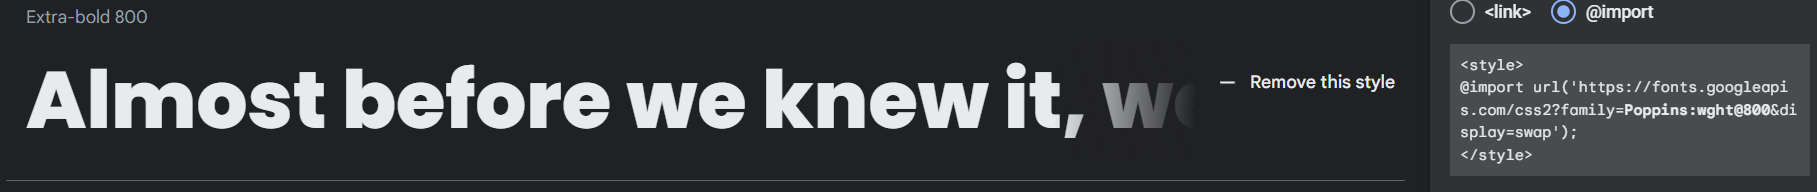 Extra-bold 800
Almost before we knew it, we
Remove this style
<link>
@import
<style>
@import url('https://fonts.googleapi
s.com/css2?family=Poppins:wght@800&di
splay=swap');
</style>